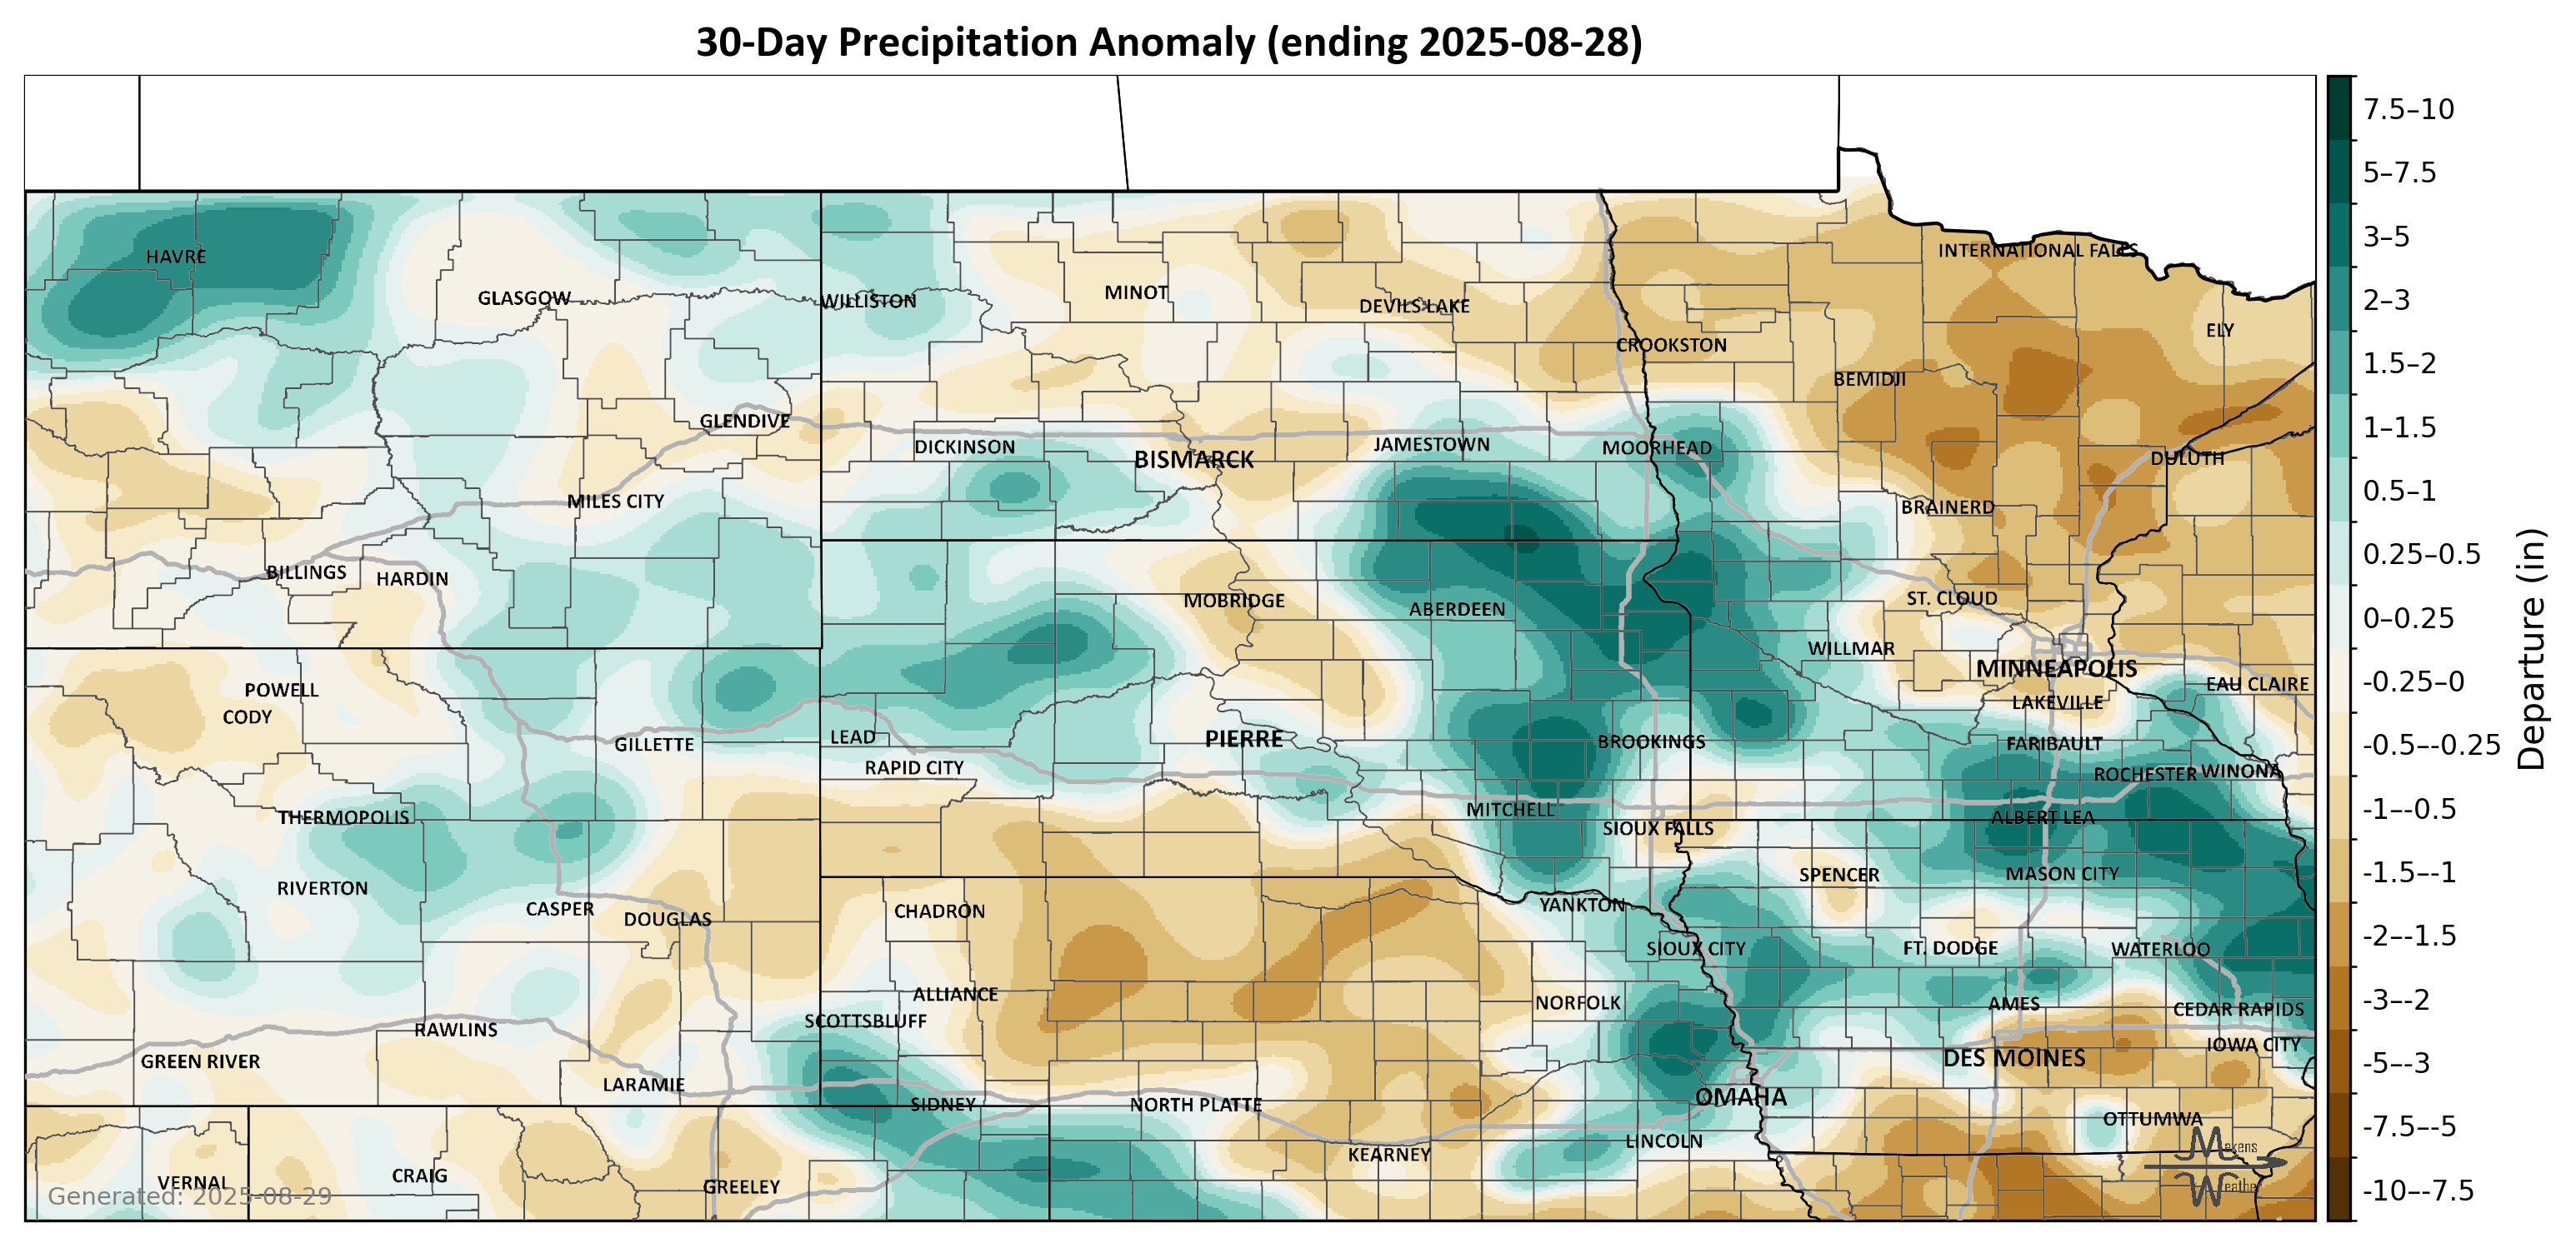 30-Day Precipitation Anomaly (ending 2025-08-28)
HAVRE
INTERNATIONAL FALLS
GLASGOW
WILLISTON
MINOT
DEVILS LAKE
ELY
CROOKSTON
BEMIDJI
GLENDIVE
DICKINSON
BISMARCK
JAMESTOWN
MOORHEAD
DULUTH
MILES CITY
BRAINERD
BILLINGS
HARDIN
MOBRIDGE
ABERDEEN
ST. CLOUD
WILLMAR
MINNEAPOLIS
POWELL
EAU CLAIRE
CODY
LAKEVILLE
GILLETTE
LEAD
PIERRE
BROOKINGS
FARIBAULT
RAPID CITY
ROCHESTER
WINONA
THERMOPOLIS
MITCHELL
ALBERT LEA
SIOUX FALLS
RIVERTON
SPENCER
MASON CITY
CASPER
DOUGLAS
CHADRON
YANKTON
SIOUX CITY
FT. DODGE
WATERLOO
ALLIANCE
NORFOLK
AMES
CEDAR RAPIDS
SCOTTSBLUFF
RAWLINS
IOWA CITY
GREEN RIVER
DES MOINES
LARAMIE
SIDNEY
NORTH PLATTE
OMAHA
OTTUMWA
LINCOLN
KEARNEY
VERNAL
CRAIG
GREELEY
Generated: 2025-08-29
Makens
Weather
7.5–10
5–7.5
3–5
2–3
1.5–2
1–1.5
0.5–1
0.25–0.5
0–0.25
-0.25–0
-0.5–-0.25
-1–-0.5
-1.5–-1
-2–-1.5
-3–-2
-5–-3
-7.5–-5
-10–-7.5
Departure (in)